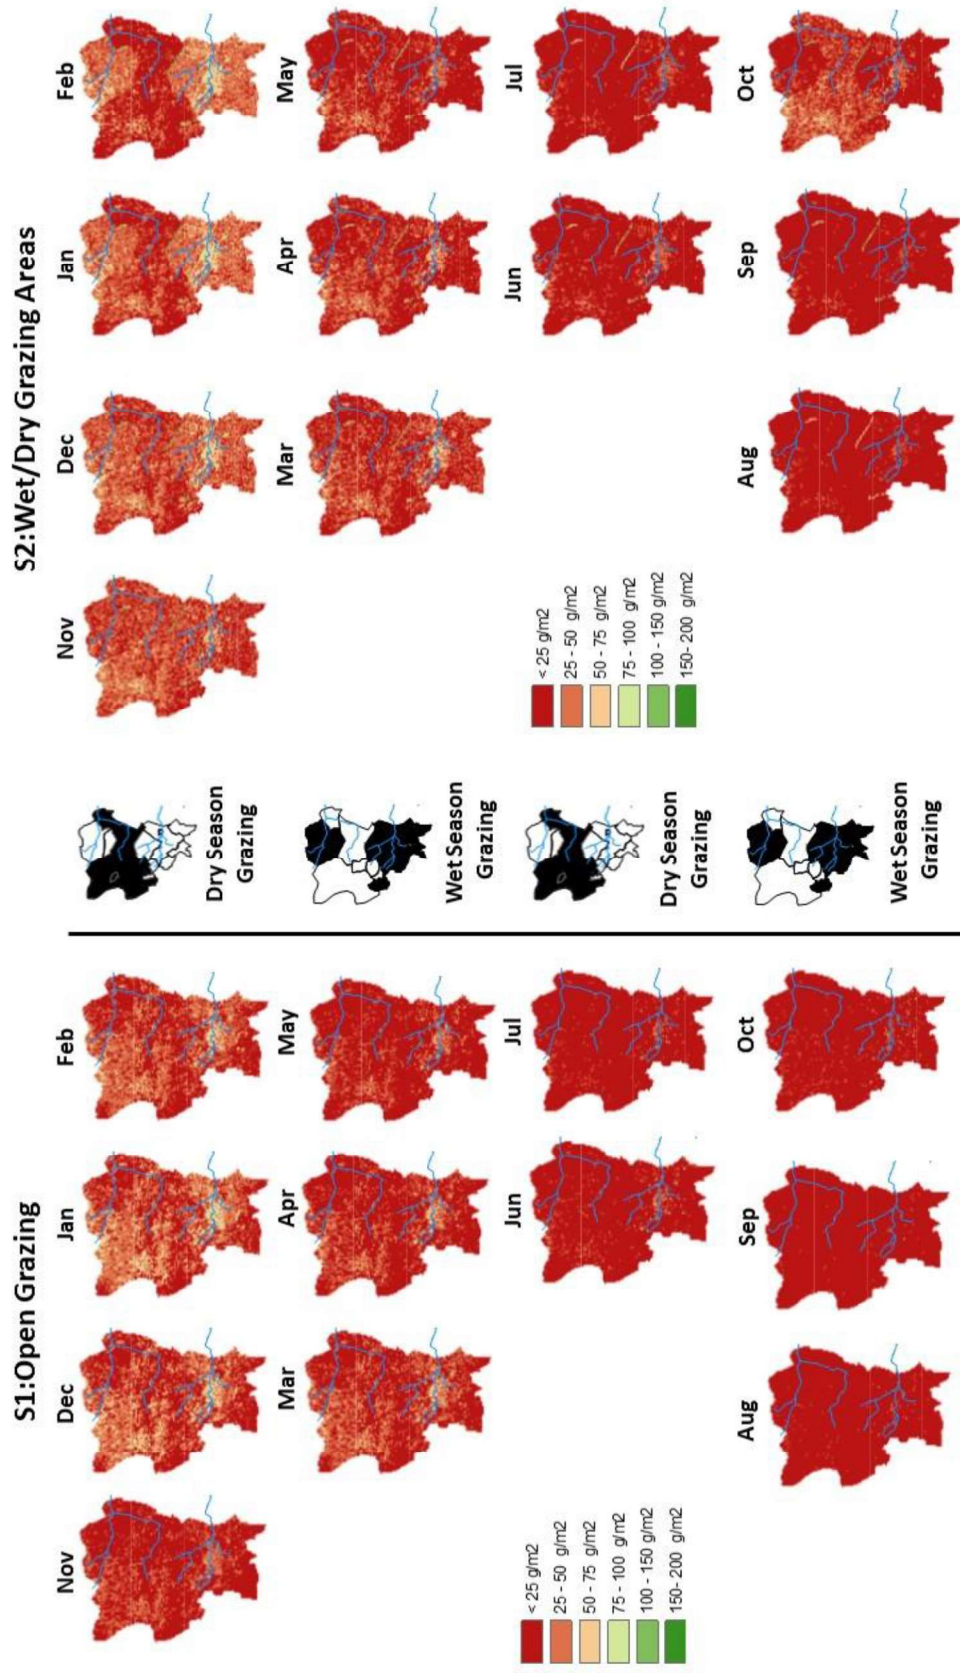 S1:Open Grazing
Nov
Dec
Jan
Feb
Mar
Apr
May
Jun
Jul
Aug
Sep
Oct
< 25 g/m2
25 - 50 g/m2
50 - 75 g/m2
75 - 100 g/m2
100 - 150 g/m2
150- 200 g/m2
Dry Season
Grazing
Wet Season
Grazing
Dry Season
Grazing
Wet Season
Grazing
S2:Wet/Dry Grazing Areas
Nov
Dec
Jan
Feb
Mar
Apr
May
Jun
Jul
Aug
Sep
Oct
< 25 g/m2
25 - 50 g/m2
50 - 75 g/m2
75 - 100 g/m2
100 - 150 g/m2
150- 200 g/m2